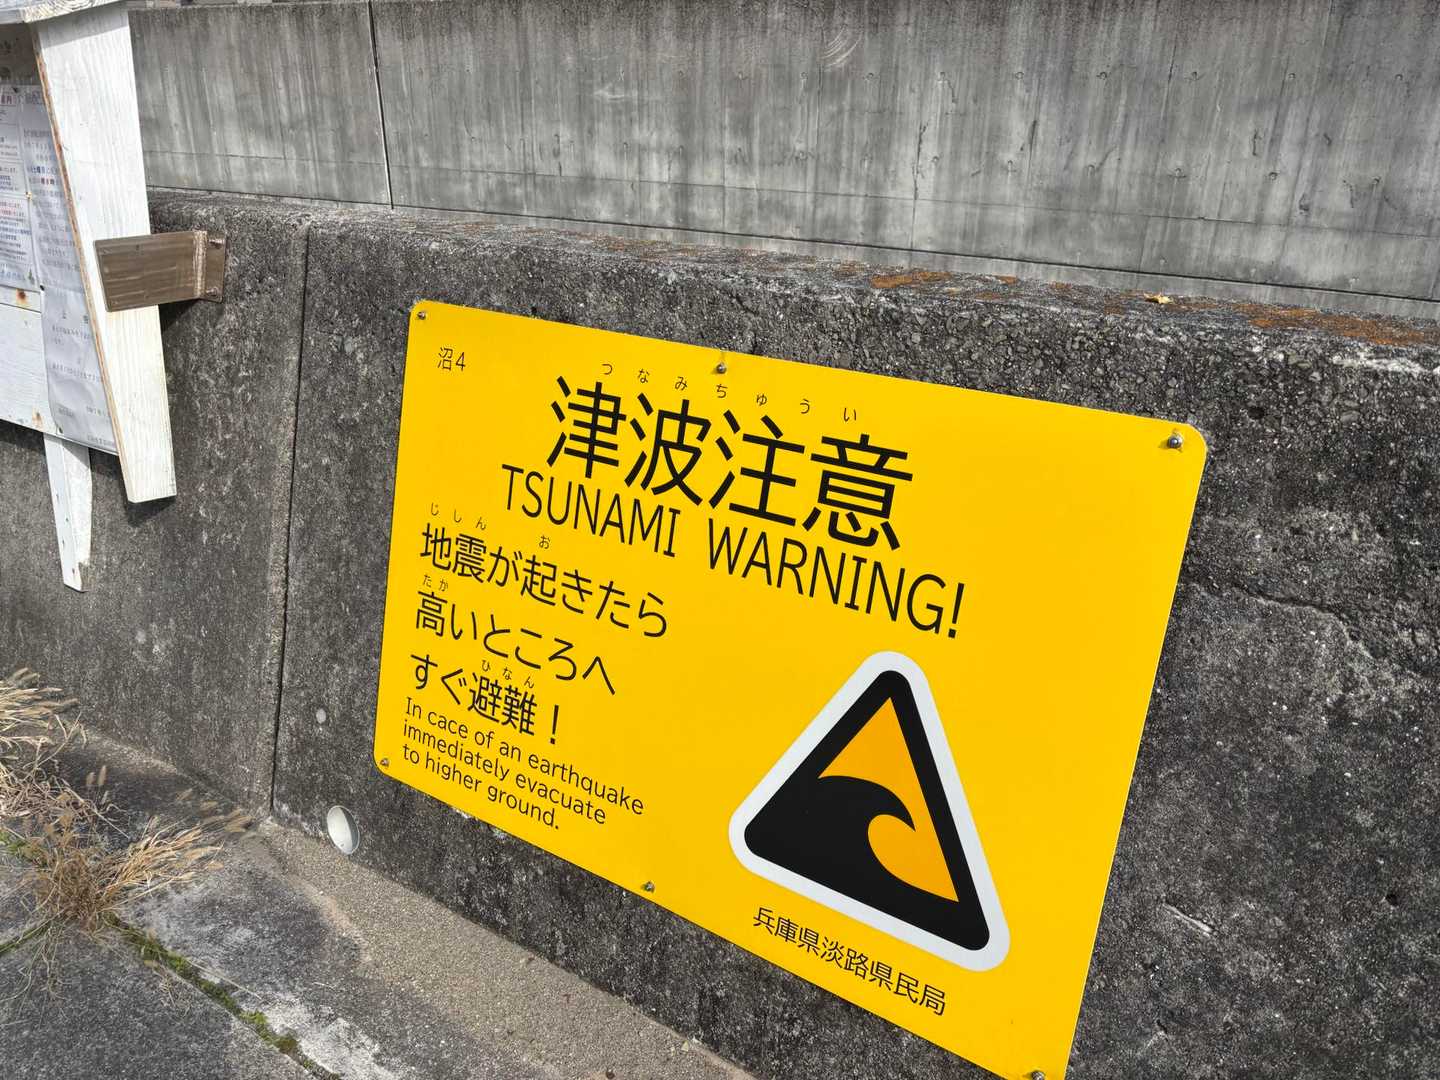 沼4
つなみちゅうい
津波注意
TSUNAMI WARNING!
じしん お
地震が起きたら
たか
高いところへ
ひなん
すぐ避難！
In cace of an earthquake
immediately evacuate
to higher ground.
兵庫県淡路県民局